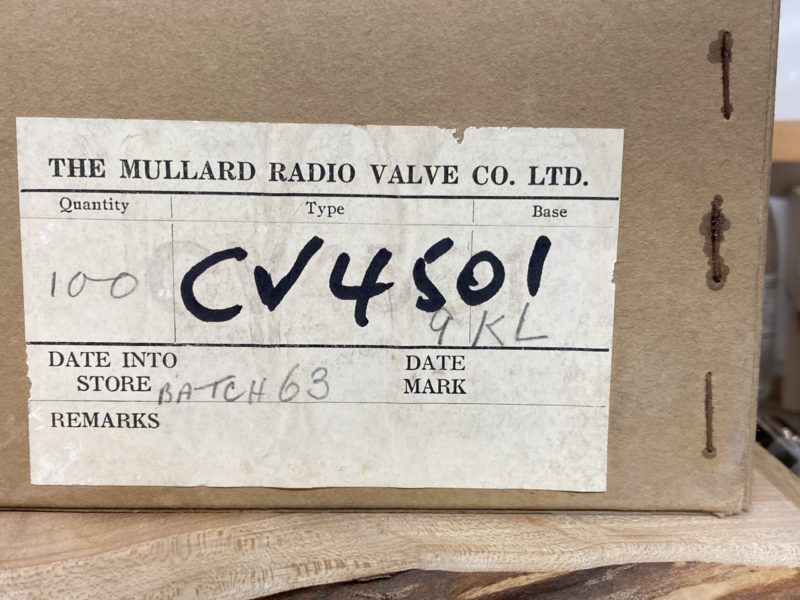 THE MULLARD RADIO VALVE CO. LTD.
Quantity Type Base
100 CV4501
9 KL
DATE INTO STORE BATCH 63
DATE MARK
REMARKS